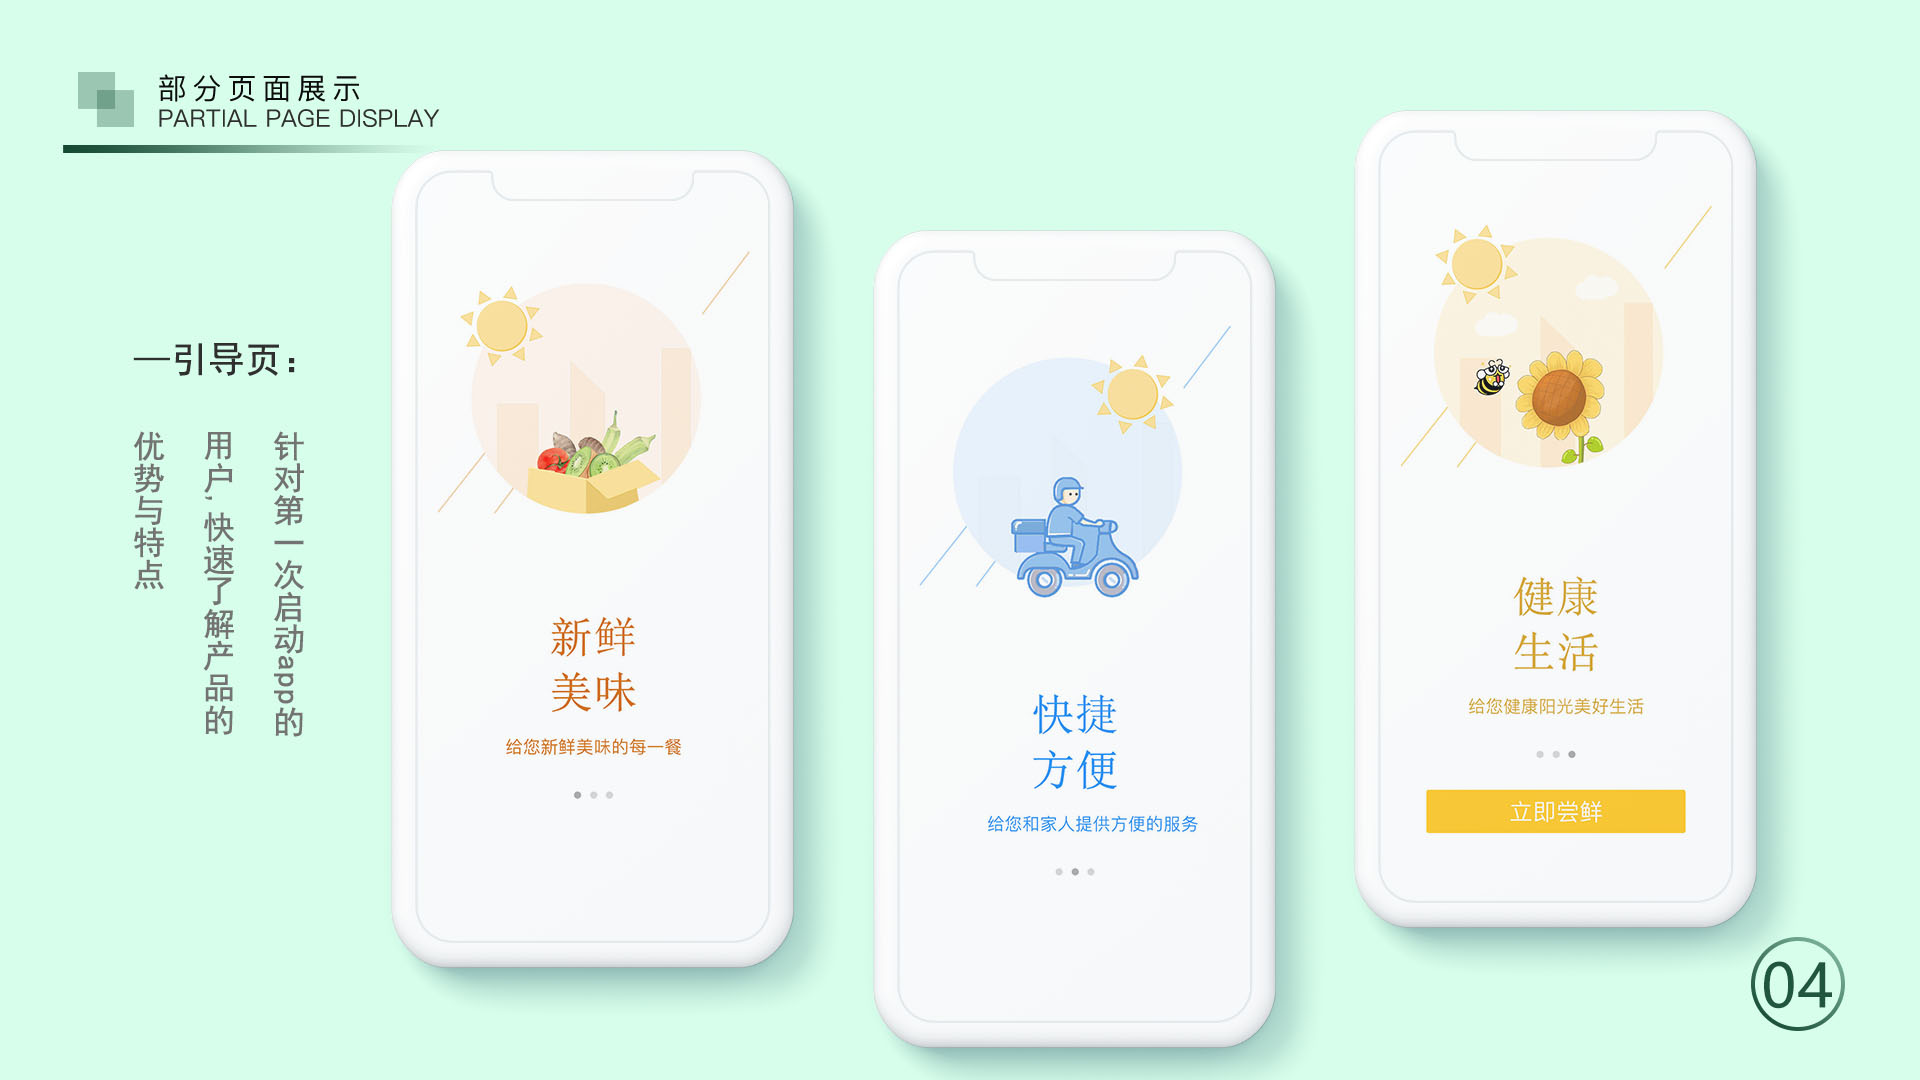 部分页面展示
PARTIAL PAGE DISPLAY
—引导页：
针对第一次启动app的
用户，快速了解产品的
优势与特点
新鲜
美味
给您新鲜美味的每一餐
快捷
方便
给您和家人提供方便的服务
健康
生活
给您健康阳光美好生活
立即尝鲜
04